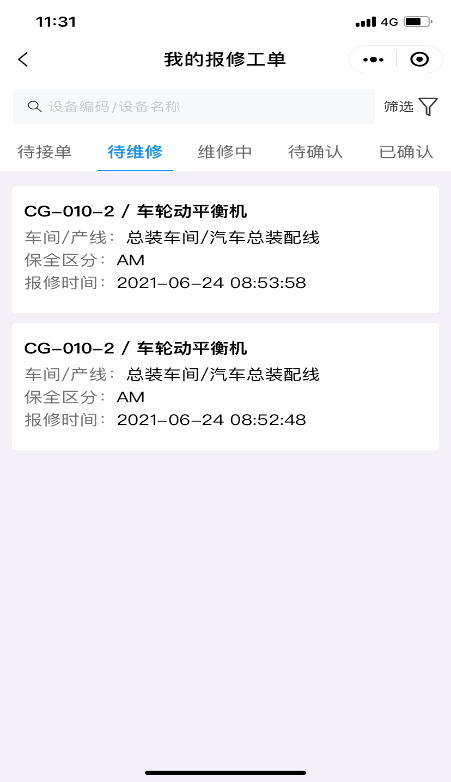 11:31 4G
我的报修工单
设备编码/设备名称 筛选
待接单 待维修 维修中 待确认 已确认
CG-010-2 / 车轮动平衡机
车间/产线: 总装车间/汽车总装配线
保全区分: AM
报修时间: 2021-06-24 08:53:58
CG-010-2 / 车轮动平衡机
车间/产线: 总装车间/汽车总装配线
保全区分: AM
报修时间: 2021-06-24 08:52:48